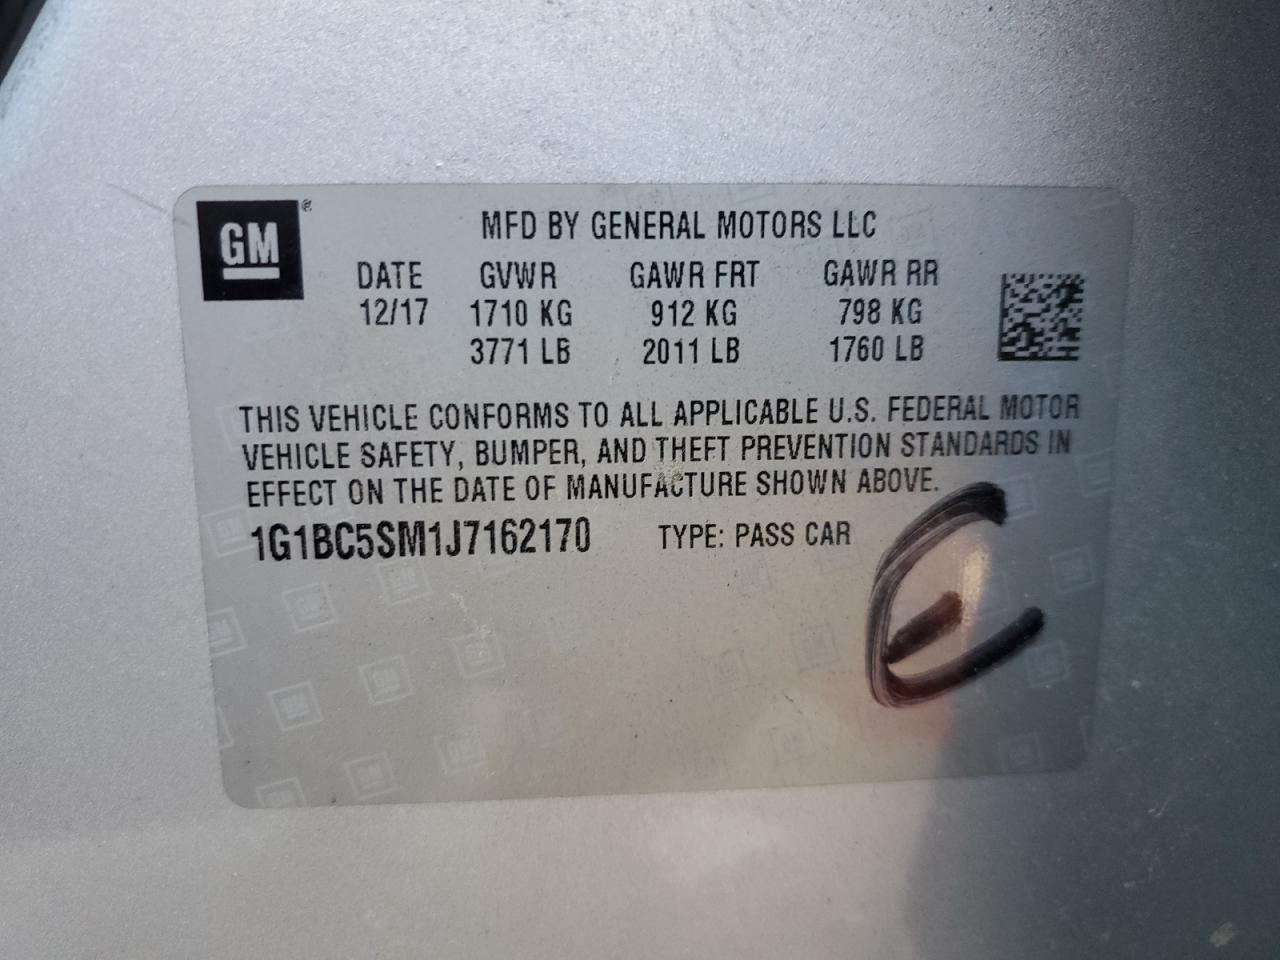 GM ®
MFD BY GENERAL MOTORS LLC
DATE GVWR GAWR FRT GAWR RR
12/17 1710 KG 912 KG 798 KG
3771 LB 2011 LB 1760 LB
THIS VEHICLE CONFORMS TO ALL APPLICABLE U.S. FEDERAL MOTOR
VEHICLE SAFETY, BUMPER, AND THEFT PREVENTION STANDARDS IN
EFFECT ON THE DATE OF MANUFACTURE SHOWN ABOVE.
1G1BC5SM1J7162170 TYPE: PASS CAR